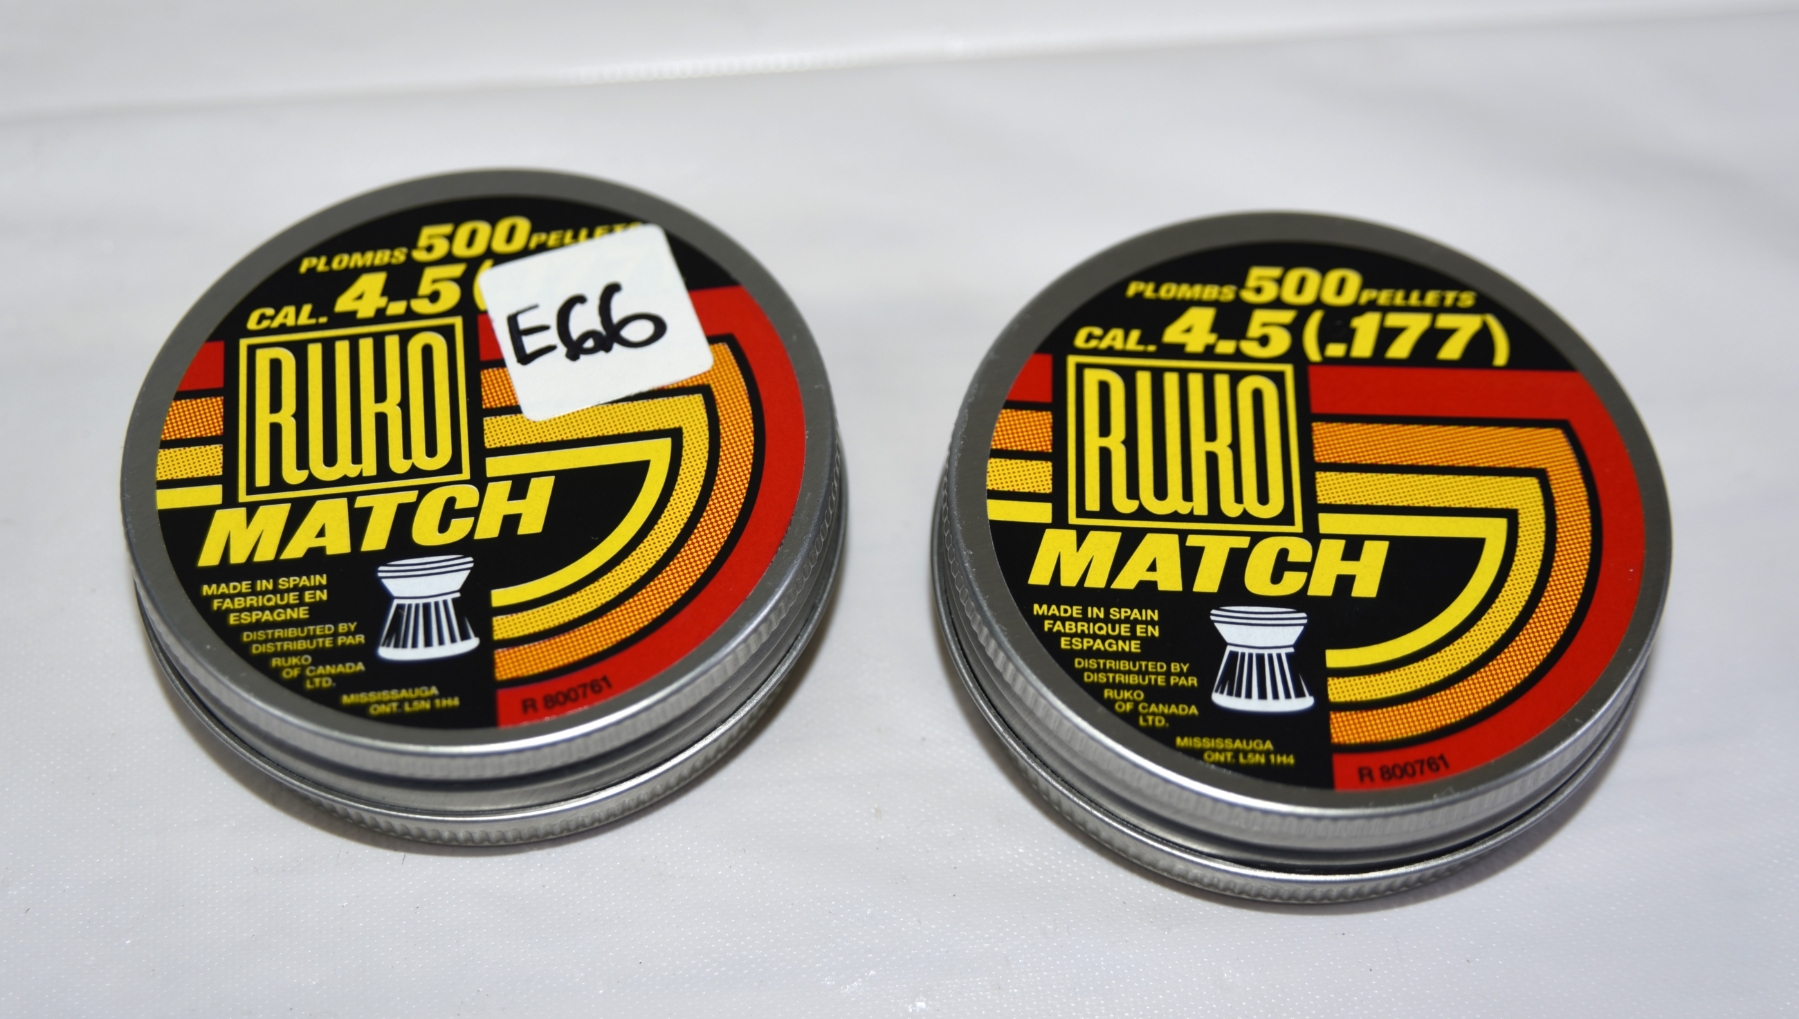 PLOMBS 500 PELLETS
CAL. 4.5 (
E66
RUKO
MATCH
MADE IN SPAIN
FABRIQUE EN
ESPAGNE
DISTRIBUTED BY
DISTRIBUTE PAR
RUKO
OF CANADA
LTD.
MISSISSAUGA
ONT. L5N 1H4
R 800761
PLOMBS 500 PELLETS
CAL. 4.5 (.177)
RUKO
MATCH
MADE IN SPAIN
FABRIQUE EN
ESPAGNE
DISTRIBUTED BY
DISTRIBUTE PAR
RUKO
OF CANADA
LTD.
MISSISSAUGA
ONT. L5N 1H4
R 800761